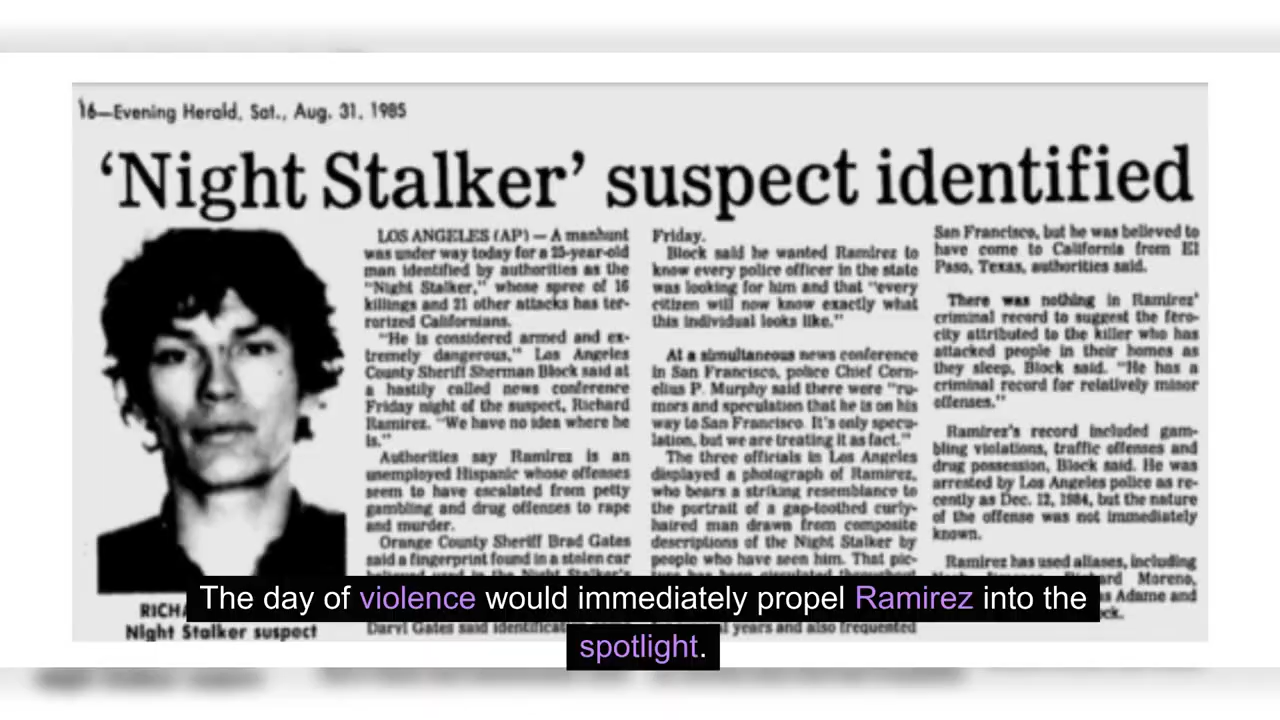 16—Evening Herald, Sat., Aug. 31, 1985
‘Night Stalker’ suspect identified
LOS ANGELES (AP) — A manhunt
was under way today for a 25-year-old
man identified by authorities as the
"Night Stalker," whose spree of 16
killings and 21 other attacks has ter-
rorized Californians.
"He is considered armed and ex-
tremely dangerous," Los Angeles
County Sheriff Sherman Block said at
a hastily called news conference
Friday night of the suspect, Richard
Ramirez. "We have no idea where he
is."
Authorities say Ramirez is an
unemployed Hispanic whose offenses
seem to have escalated from petty
gambling and drug offenses to rape
and murder.
Orange County Sheriff Brad Gates
said a fingerprint found in a stolen car
Friday.
Block said he wanted Ramirez to
know every police officer in the state
was looking for him and that "every
citizen will now know exactly what
this individual looks like."
At a simultaneous news conference
in San Francisco, police Chief Corn-
elius P. Murphy said there were "ru-
mors and speculation that he is on his
way to San Francisco. It's only specu-
lation, but we are treating it as fact."
The three officials in Los Angeles
displayed a photograph of Ramirez,
who bears a striking resemblance to
the portrait of a gap-toothed curly-
haired man drawn from composite
descriptions of the Night Stalker by
people who have seen him. That pic-
years and also frequented
San Francisco, but he was believed to
have come to California from El
Paso, Texas, authorities said.
There was nothing in Ramirez'
criminal record to suggest the fero-
city attributed to the killer who has
attacked people in their homes as
they sleep, Block said. "He has a
criminal record for relatively minor
offenses."
Ramirez's record included gam-
bling violations, traffic offenses and
drug possession, Block said. He was
arrested by Los Angeles police as re-
cently as Dec. 12, 1984, but the nature
of the offense was not immediately
known.
Ramirez has used aliases, including
Moreno,
Adame and
Night Stalker suspect
The day of violence would immediately propel Ramirez into the
spotlight.